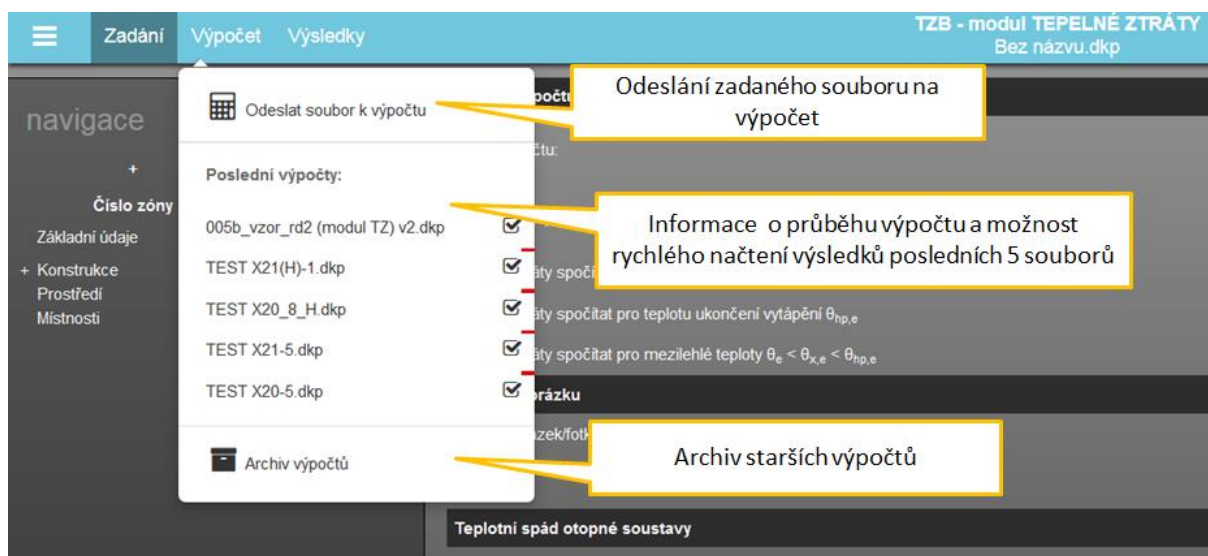 Zadání Výpočet Výsledky
TZB - modul TEPELNÉ ZTRÁTY
Bez názvu.dkp
navigace
+
Číslo zóny
Základní údaje
+ Konstrukce
Prostředí
Místnosti
Odeslat soubor k výpočtu
Poslední výpočty:
005b_vzor_rd2 (modul TZ) v2.dkp
TEST X21(H)-1.dkp
TEST X20_8_H.dkp
TEST X21-5.dkp
TEST X20-5.dkp
Archiv výpočtů
Odeslání zadaného souboru na
výpočet
Informace o průběhu výpočtu a možnost
rychlého načtení výsledků posledních 5 souborů
Archiv starších výpočtů
spočítat pro teplotu ukončení vytápění θhp,e
spočítat pro mezilehlé teploty θe < θx,e < θhp,e
Teplotní spád otopné soustavy